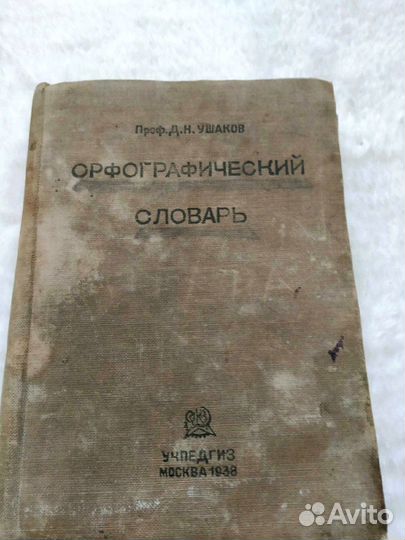 Проф. Д. Н. УШАКОВ
ОРФОГРАФИЧЕСКИЙ
СЛОВАРЬ
УЧПЕДГИЗ
МОСКВА 1938
Avito